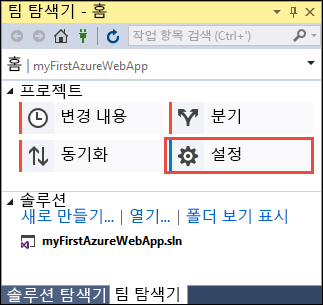 팀 탐색기 - 홈
작업 항목 검색 (Ctrl+')
홈 | myFirstAzureWebApp
프로젝트
변경 내용
분기
동기화
설정
솔루션
새로 만들기... | 열기... | 폴더 보기 표시
myFirstAzureWebApp.sln
솔루션 탐색기 팀 탐색기